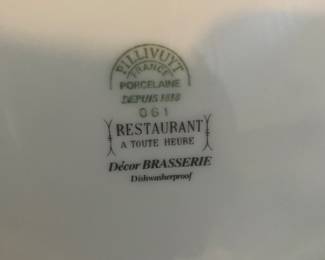 PILLIVUYT
FRANCE
PORCELAINE
DEPUIS 1818
061
RESTAURANT
A TOUTE HEURE
Décor BRASSERIE
Dishwasherproof